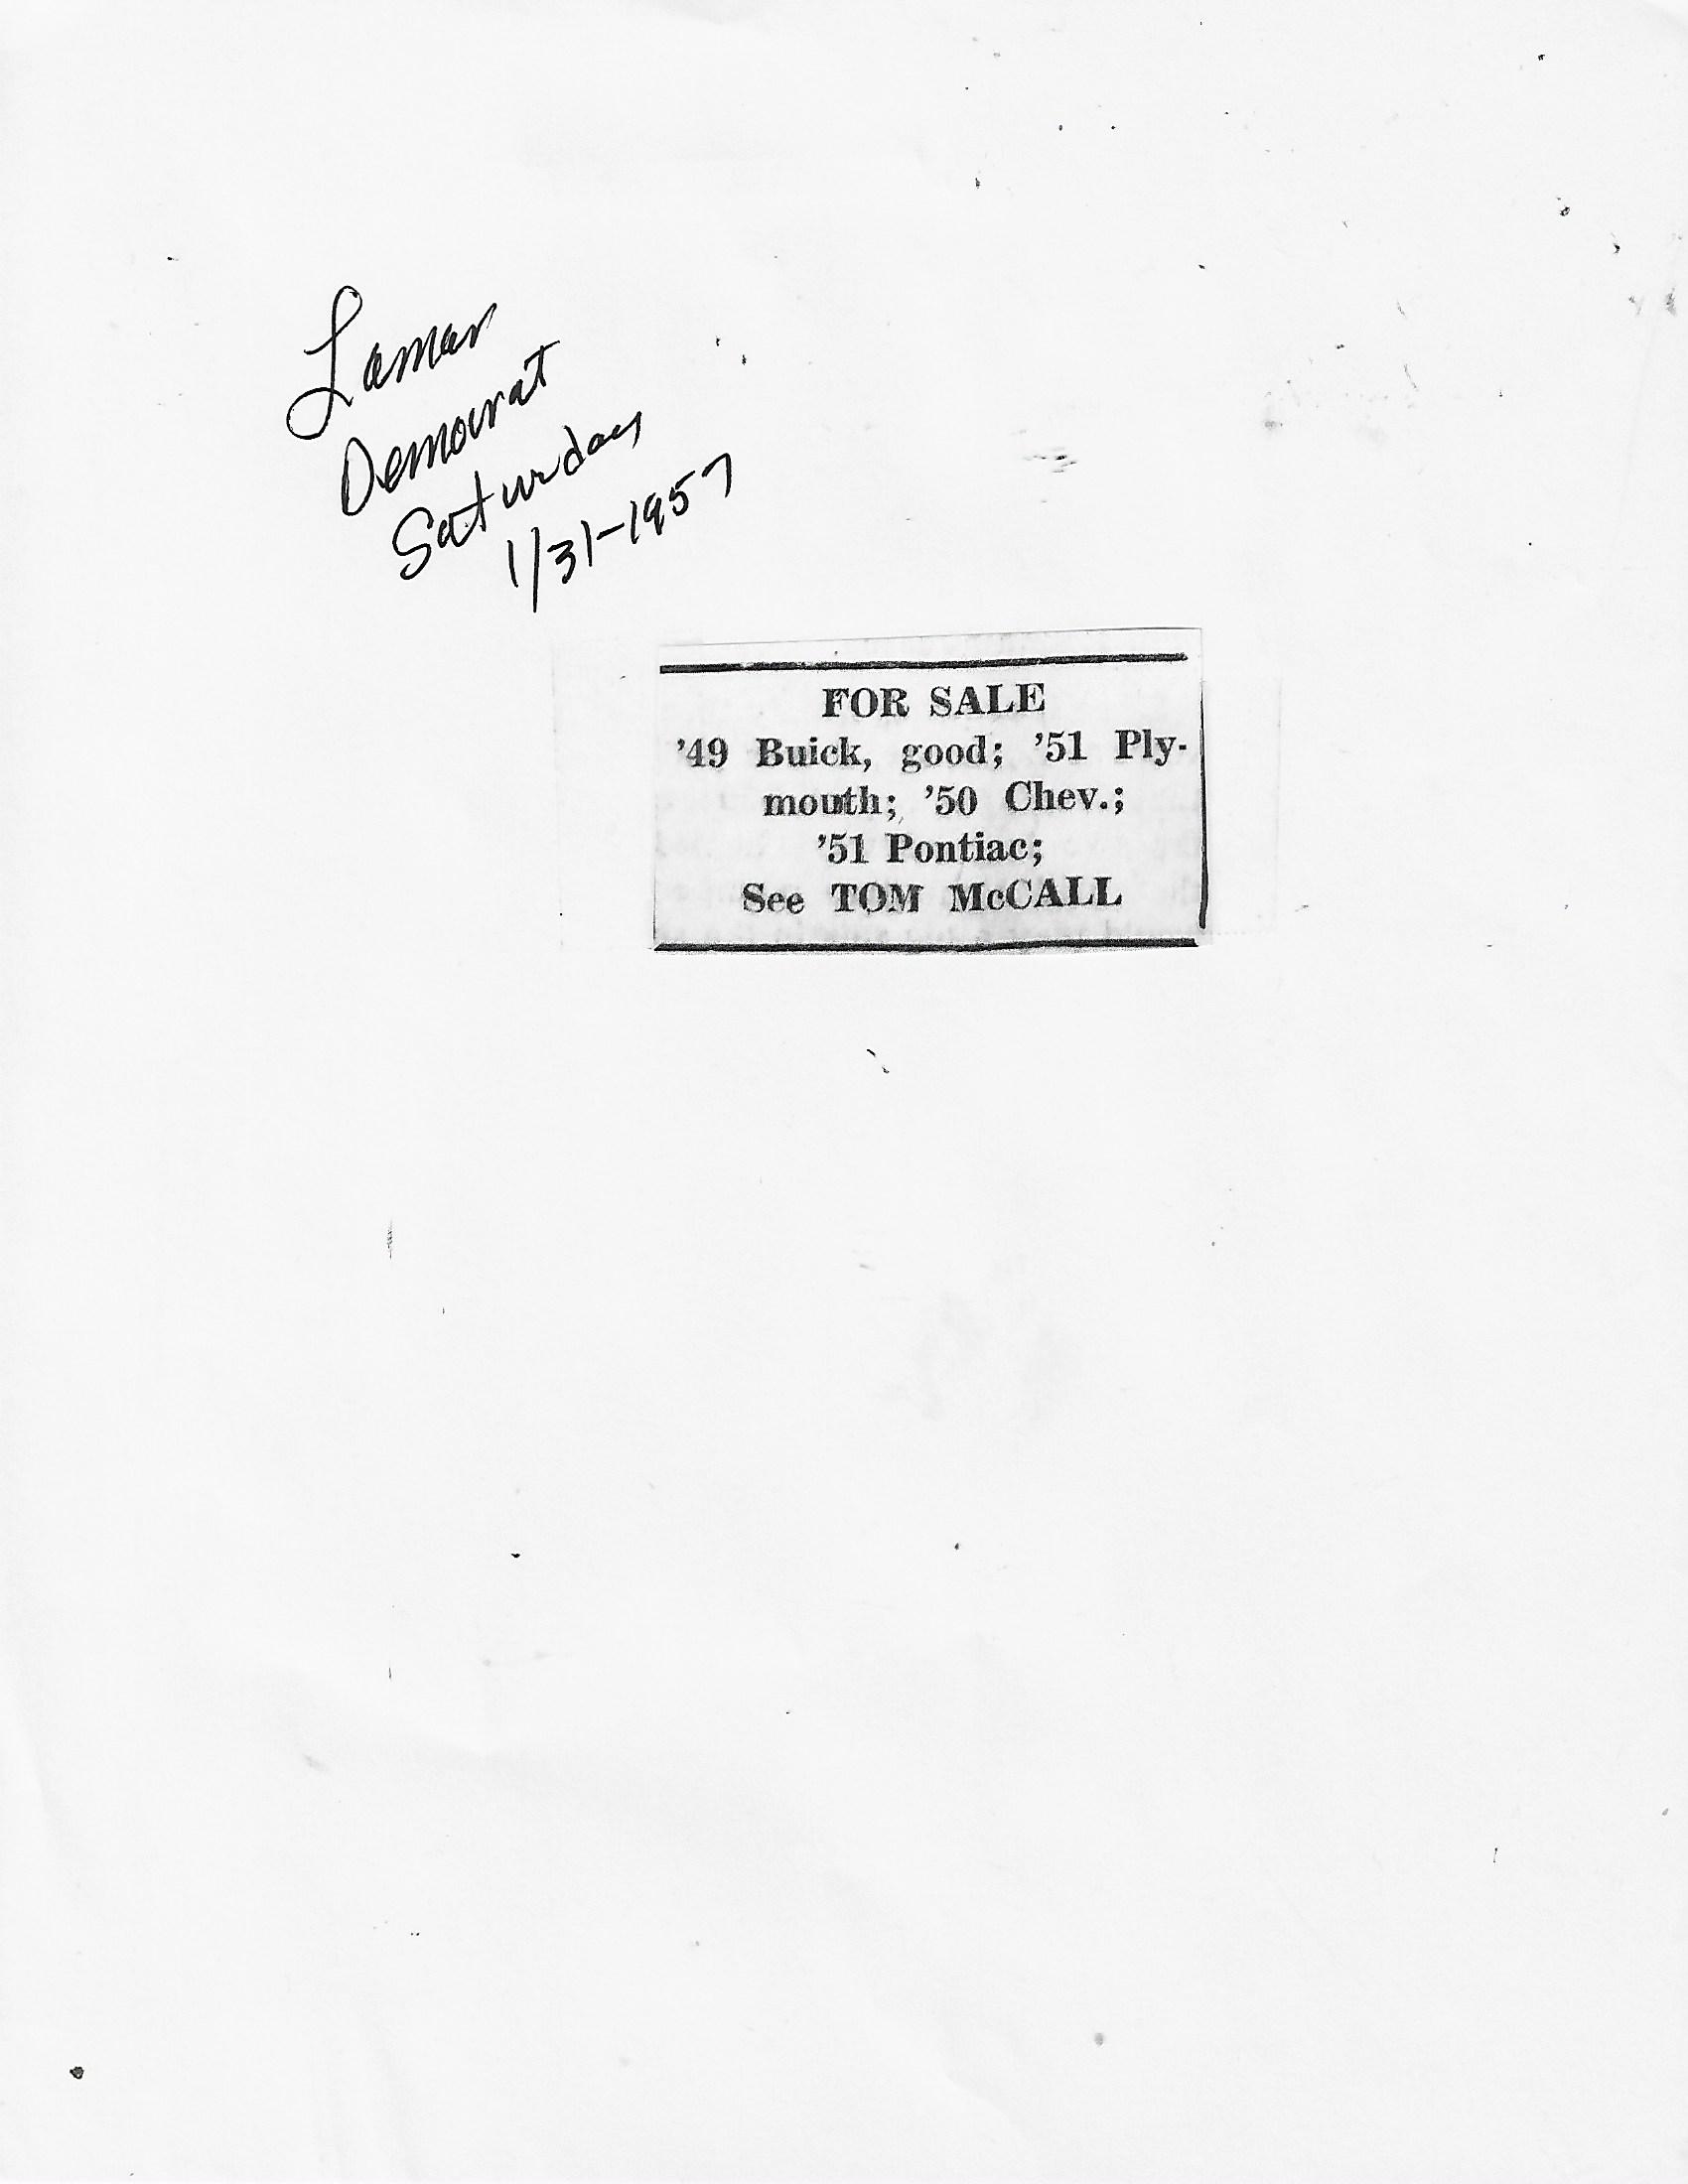 Lamar
Democrat
Saturday
1/31-1957
FOR SALE
’49 Buick, good; ’51 Ply-
mouth; ’50 Chev.;
’51 Pontiac;
See TOM McCALL